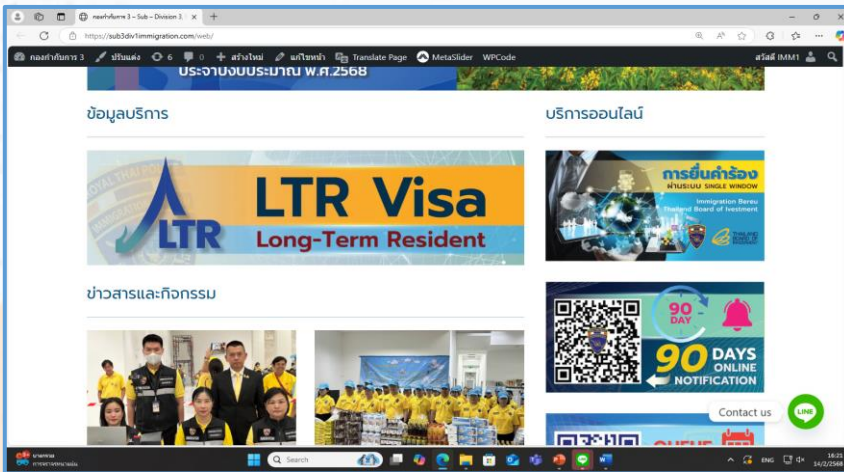 กองกำกับการ 3 – Sub – Division 3
https://sub3div1immigration.com/web/
กองกำกับการ 3
ปรับแต่ง
6
0
สร้างใหม่
แก้ไขหน้า
Translate Page
MetaSlider
WPCode
สวัสดี IMM1
ประจำปีงบประมาณ พ.ศ.2568
ข้อมูลบริการ
บริการออนไลน์
LTR
LTR Visa
Long-Term Resident
การยื่นคำร้อง
ผ่านระบบ SINGLE WINDOW
Immigration Bereu
Thailand Board of Ivestment
THAILAND
BOARD OF
ข่าวสารและกิจกรรม
90
DAY
90 DAYS
ONLINE
NOTIFICATION
QUEUE
Contact us
LINE
Search
ENG
16:21
14/2/2568